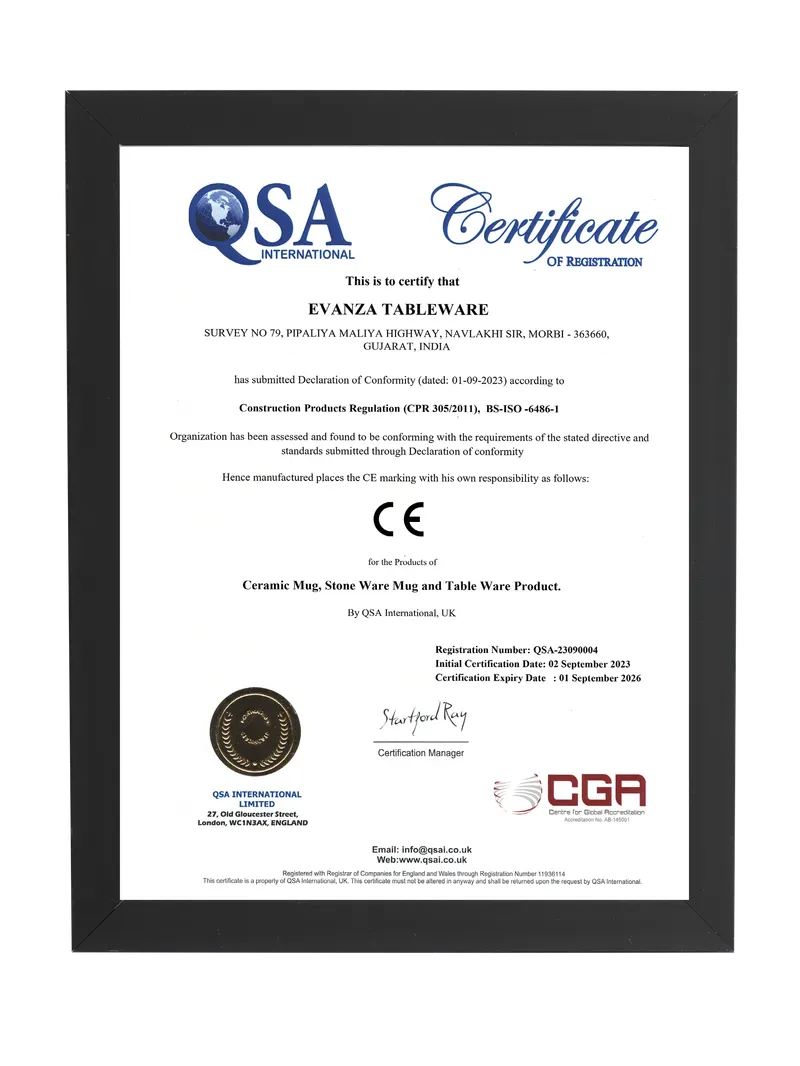 QSA
INTERNATIONAL
Certificate
OF REGISTRATION
This is to certify that
EVANZA TABLEWARE
SURVEY NO 79, PIPALIYA MALIYA HIGHWAY, NAVLAKHI SIR, MORBI - 363660,
GUJARAT, INDIA
has submitted Declaration of Conformity (dated: 01-09-2023) according to
Construction Products Regulation (CPR 305/2011), BS-ISO -6486-1
Organization has been assessed and found to be conforming with the requirements of the stated directive and
standards submitted through Declaration of conformity
Hence manufactured places the CE marking with his own responsibility as follows:
CE
for the Products of
Ceramic Mug, Stone Ware Mug and Table Ware Product.
By QSA International, UK
Registration Number: QSA-23090004
Initial Certification Date: 02 September 2023
Certification Expiry Date : 01 September 2026
Startford Ray
Certification Manager
QSA INTERNATIONAL
LIMITED
27, Old Gloucester Street,
London, WC1N3AX, ENGLAND
CGA
Centre for Global Accreditation
Accreditation No. AB-145001
Email: info@qsai.co.uk
Web:www.qsai.co.uk
Registered with Registrar of Companies for England and Wales through Registration Number 11936114
This certificate is a property of QSA International, UK. This certificate must not be altered in anyway and shall be returned upon the request by QSA International.